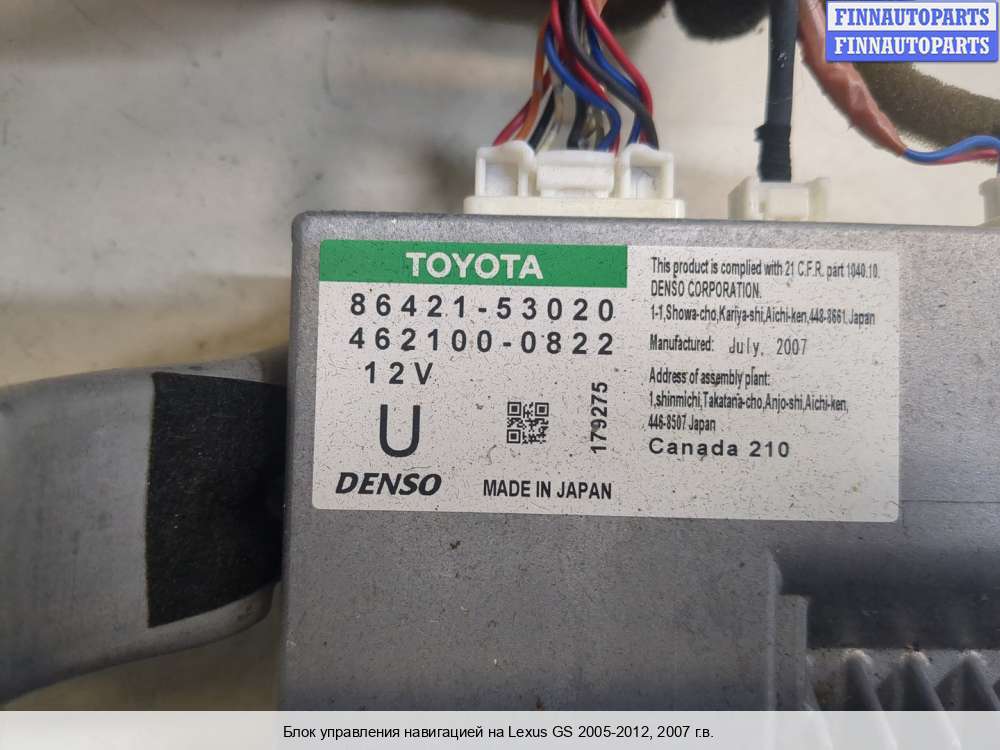 FINNAUTOPARTS
FINNAUTOPARTS
TOYOTA
86421-53020
462100-0822
12V
U
179275
DENSO
MADE IN JAPAN
This product is complied with 21 C.F.R. part 1040.10.
DENSO CORPORATION.
1-1,Showa-cho,Kariya-shi,Aichi-ken,448-8661,Japan
Manufactured: July, 2007
Address of assembly plant:
1,shinmichi,Takatana-cho,Anjo-shi,Aichi-ken,
446-8507 Japan
Canada 210
Блок управления навигацией на Lexus GS 2005-2012, 2007 г.в.